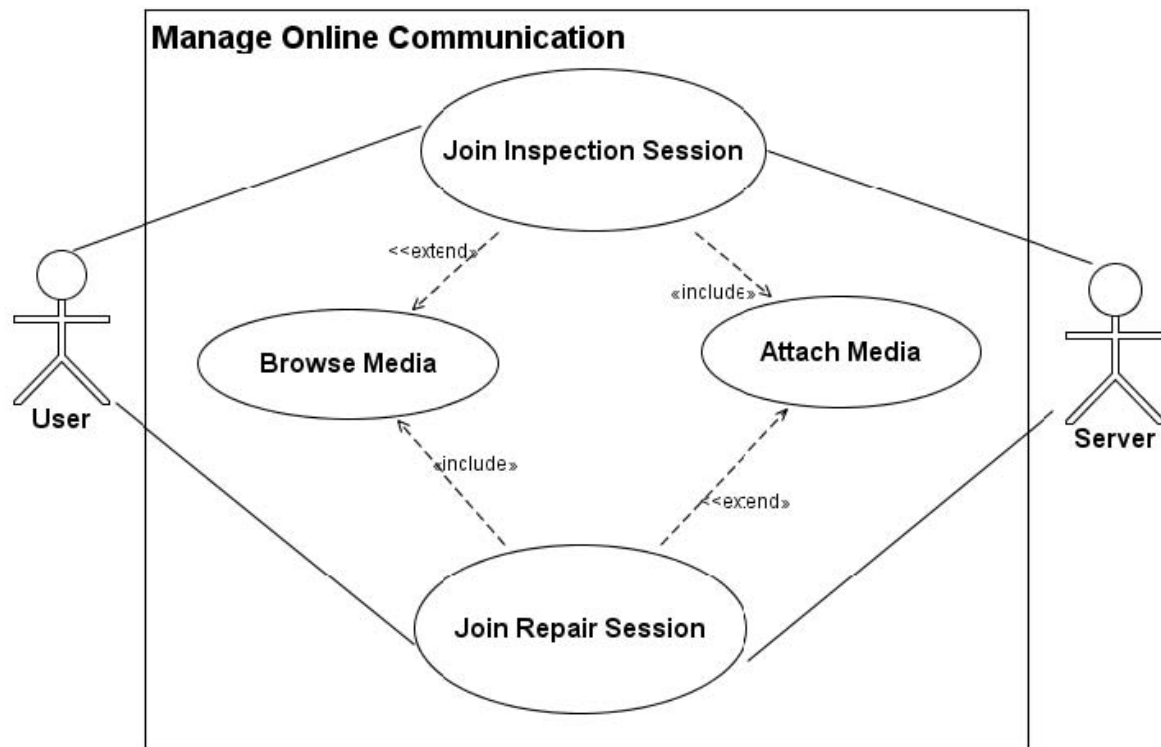 Manage Online Communication
Join Inspection Session
<<extend»
«include»
Browse Media
Attach Media
User
Server
«include»
<<extend»
Join Repair Session